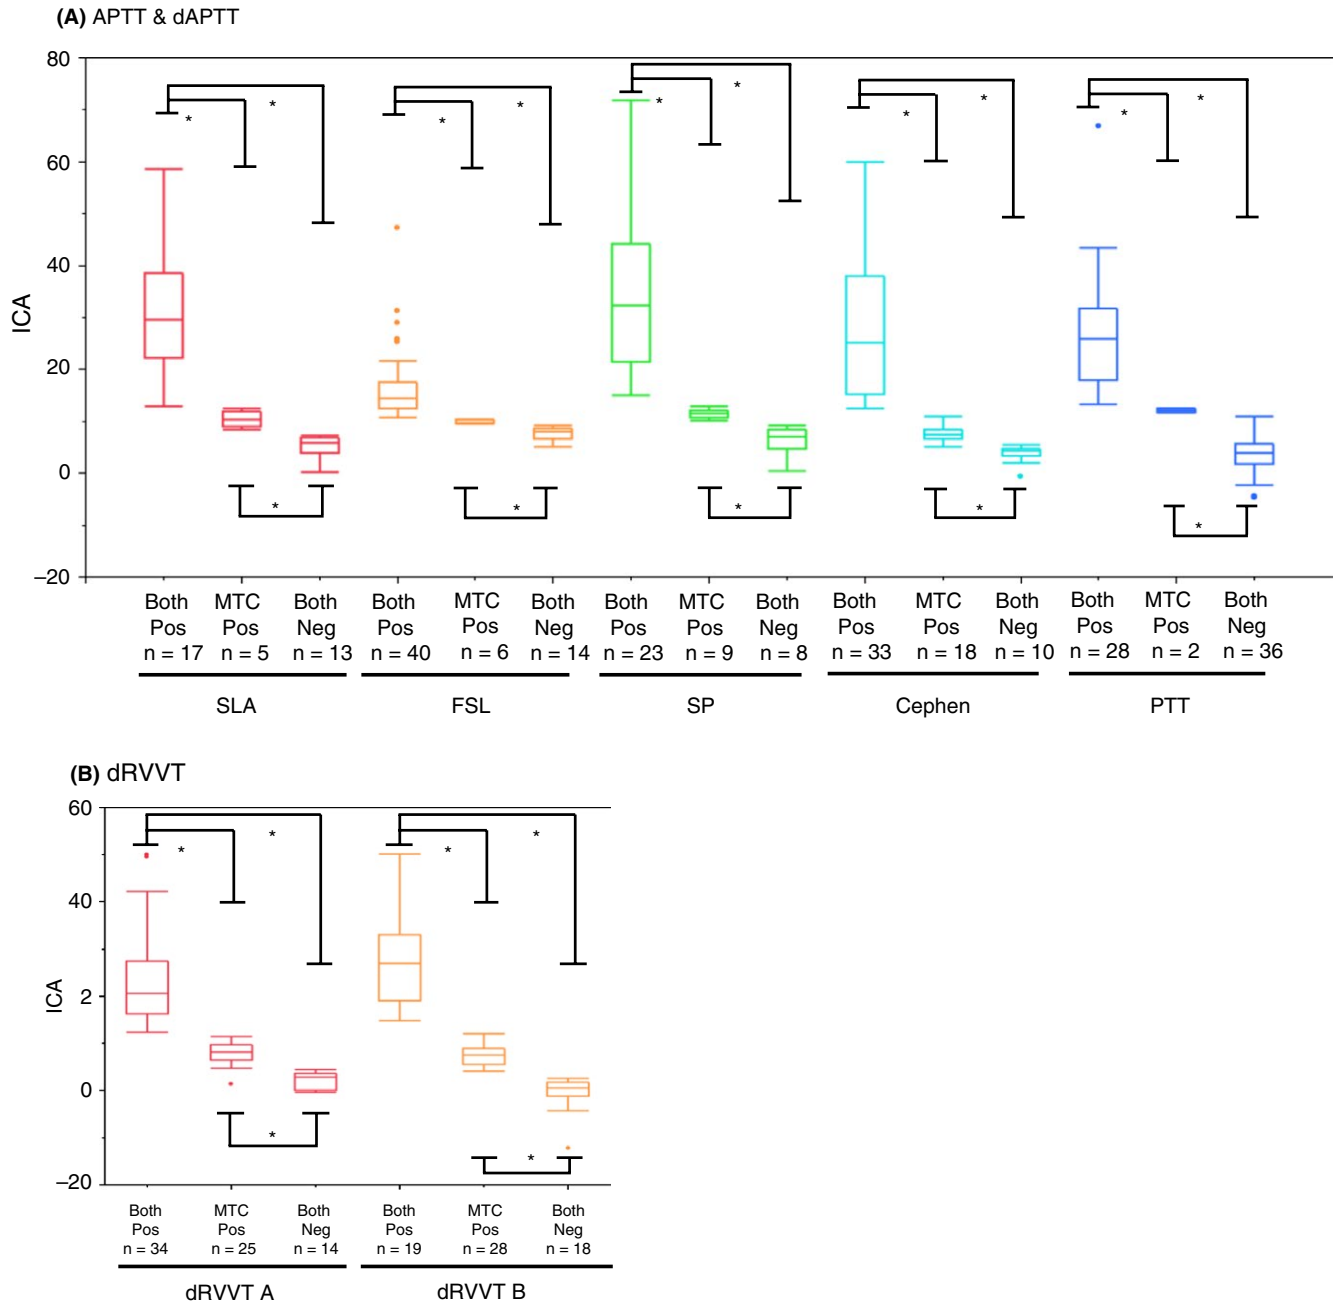 (A) APTT & dAPTT
80
60
40
20
0
–20
ICA
* * * * * * * * * *
* * * * *
Both MTC Both Both MTC Both Both MTC Both Both MTC Both Both MTC Both
Pos Pos Neg Pos Pos Neg Pos Pos Neg Pos Pos Neg Pos Pos Neg
n = 17 n = 5 n = 13 n = 40 n = 6 n = 14 n = 23 n = 9 n = 8 n = 33 n = 18 n = 10 n = 28 n = 2 n = 36
SLA FSL SP Cephen PTT
(B) dRVVT
60
40
2
0
–20
ICA
* * * *
* *
Both MTC Both Both MTC Both
Pos Pos Neg Pos Pos Neg
n = 34 n = 25 n = 14 n = 19 n = 28 n = 18
dRVVT A dRVVT B